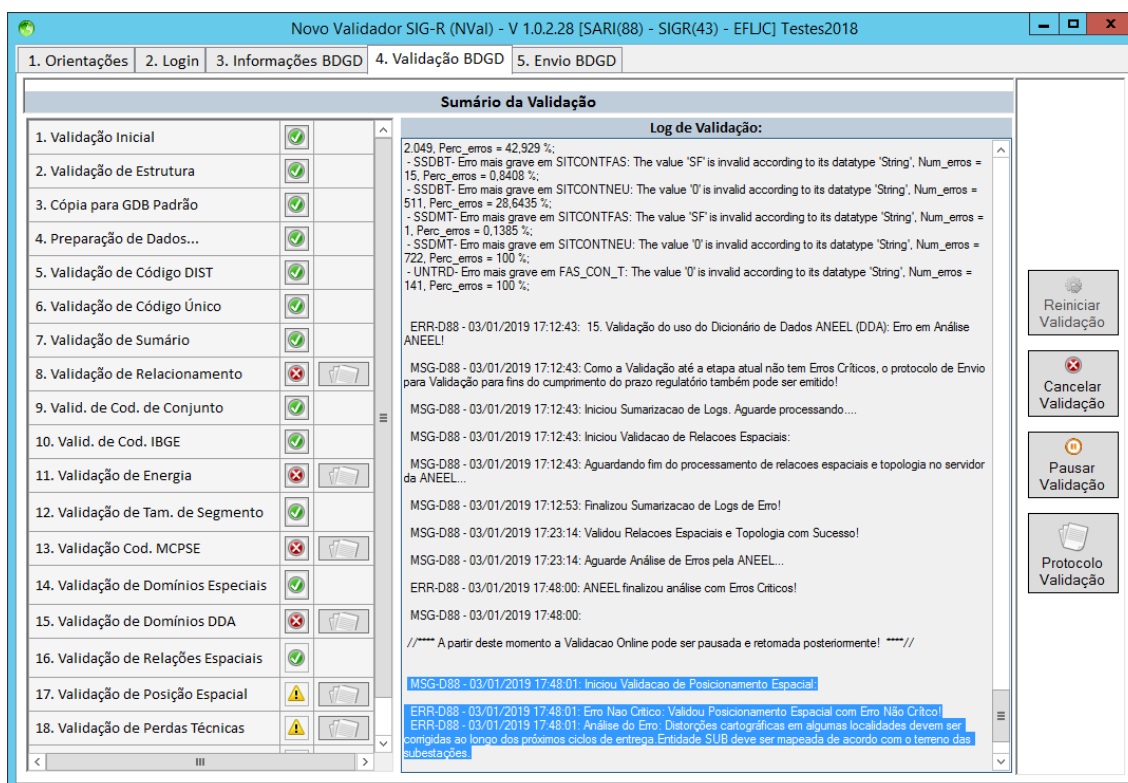 Novo Validador SIG-R (NVal) - V 1.0.2.28 [SARI(88) - SIGR(43) - EFLJC] Testes2018
1. Orientações
2. Login
3. Informações BDGD
4. Validação BDGD
5. Envio BDGD
Sumário da Validação
1. Validação Inicial
2. Validação de Estrutura
3. Cópia para GDB Padrão
4. Preparação de Dados...
5. Validação de Código DIST
6. Validação de Código Único
7. Validação de Sumário
8. Validação de Relacionamento
9. Valid. de Cod. de Conjunto
10. Valid. de Cod. IBGE
11. Validação de Energia
12. Validação de Tam. de Segmento
13. Validação Cod. MCPSE
14. Validação de Domínios Especiais
15. Validação de Domínios DDA
16. Validação de Relações Espaciais
17. Validação de Posição Espacial
18. Validação de Perdas Técnicas
Log de Validação:
2.049, Perc_erros = 42,929 %;
- SSDBT- Erro mais grave em SITCONTFAS: The value 'SF' is invalid according to its datatype 'String', Num_erros =
15, Perc_erros = 0,8408 %;
- SSDBT- Erro mais grave em SITCONTNEU: The value '0' is invalid according to its datatype 'String', Num_erros =
511, Perc_erros = 28,6435 %;
- SSDMT- Erro mais grave em SITCONTFAS: The value 'SF' is invalid according to its datatype 'String', Num_erros =
1, Perc_erros = 0,1385 %;
- SSDMT- Erro mais grave em SITCONTNEU: The value '0' is invalid according to its datatype 'String', Num_erros =
722, Perc_erros = 100 %;
- UNTRD- Erro mais grave em FAS_CON_T: The value '0' is invalid according to its datatype 'String', Num_erros =
141, Perc_erros = 100 %;
ERR-D88 - 03/01/2019 17:12:43: 15. Validação do uso do Dicionário de Dados ANEEL (DDA): Erro em Análise
ANEEL!
MSG-D88 - 03/01/2019 17:12:43: Como a Validação até a etapa atual não tem Erros Críticos, o protocolo de Envio
para Validação para fins do cumprimento do prazo regulatório também pode ser emitido!
MSG-D88 - 03/01/2019 17:12:43: Iniciou Sumarizacao de Logs. Aguarde processando....
MSG-D88 - 03/01/2019 17:12:43: Iniciou Validacao de Relacoes Espaciais:
MSG-D88 - 03/01/2019 17:12:43: Aguardando fim do processamento de relacoes espaciais e topologia no servidor
da ANEEL...
MSG-D88 - 03/01/2019 17:12:53: Finalizou Sumarizacao de Logs de Erro!
MSG-D88 - 03/01/2019 17:23:14: Validou Relacoes Espaciais e Topologia com Sucesso!
MSG-D88 - 03/01/2019 17:23:14: Aguarde Análise de Erros pela ANEEL...
ERR-D88 - 03/01/2019 17:48:00: ANEEL finalizou análise com Erros Criticos!
MSG-D88 - 03/01/2019 17:48:00:
//**** A partir deste momento a Validacao Online pode ser pausada e retomada posteriormente! ****//
MSG-D88 - 03/01/2019 17:48:01: Iniciou Validacao de Posicionamento Espacial:
ERR-D88 - 03/01/2019 17:48:01: Erro Nao Critico: Validou Posicionamento Espacial com Erro Não Crítco!
ERR-D88 - 03/01/2019 17:48:01: Análise do Erro: Distorções cartográficas em algumas localidades devem ser
corrigidas ao longo dos próximos ciclos de entrega.Entidade SUB deve ser mapeada de acordo com o terreno das
subestações.
Reiniciar
Validação
Cancelar
Validação
Pausar
Validação
Protocolo
Validação